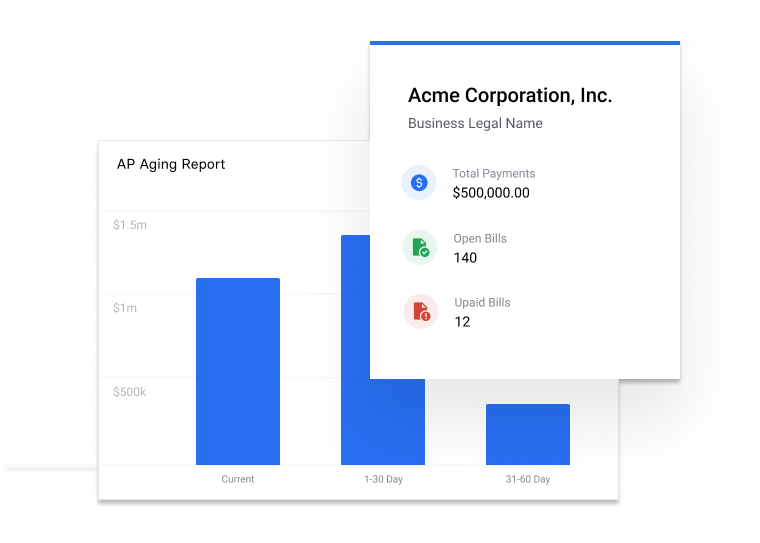 Acme Corporation, Inc.
Business Legal Name
Total Payments
$500,000.00
Open Bills
140
Upaid Bills
12
AP Aging Report
$1.5m
$1m
$500k
Current
1-30 Day
31-60 Day